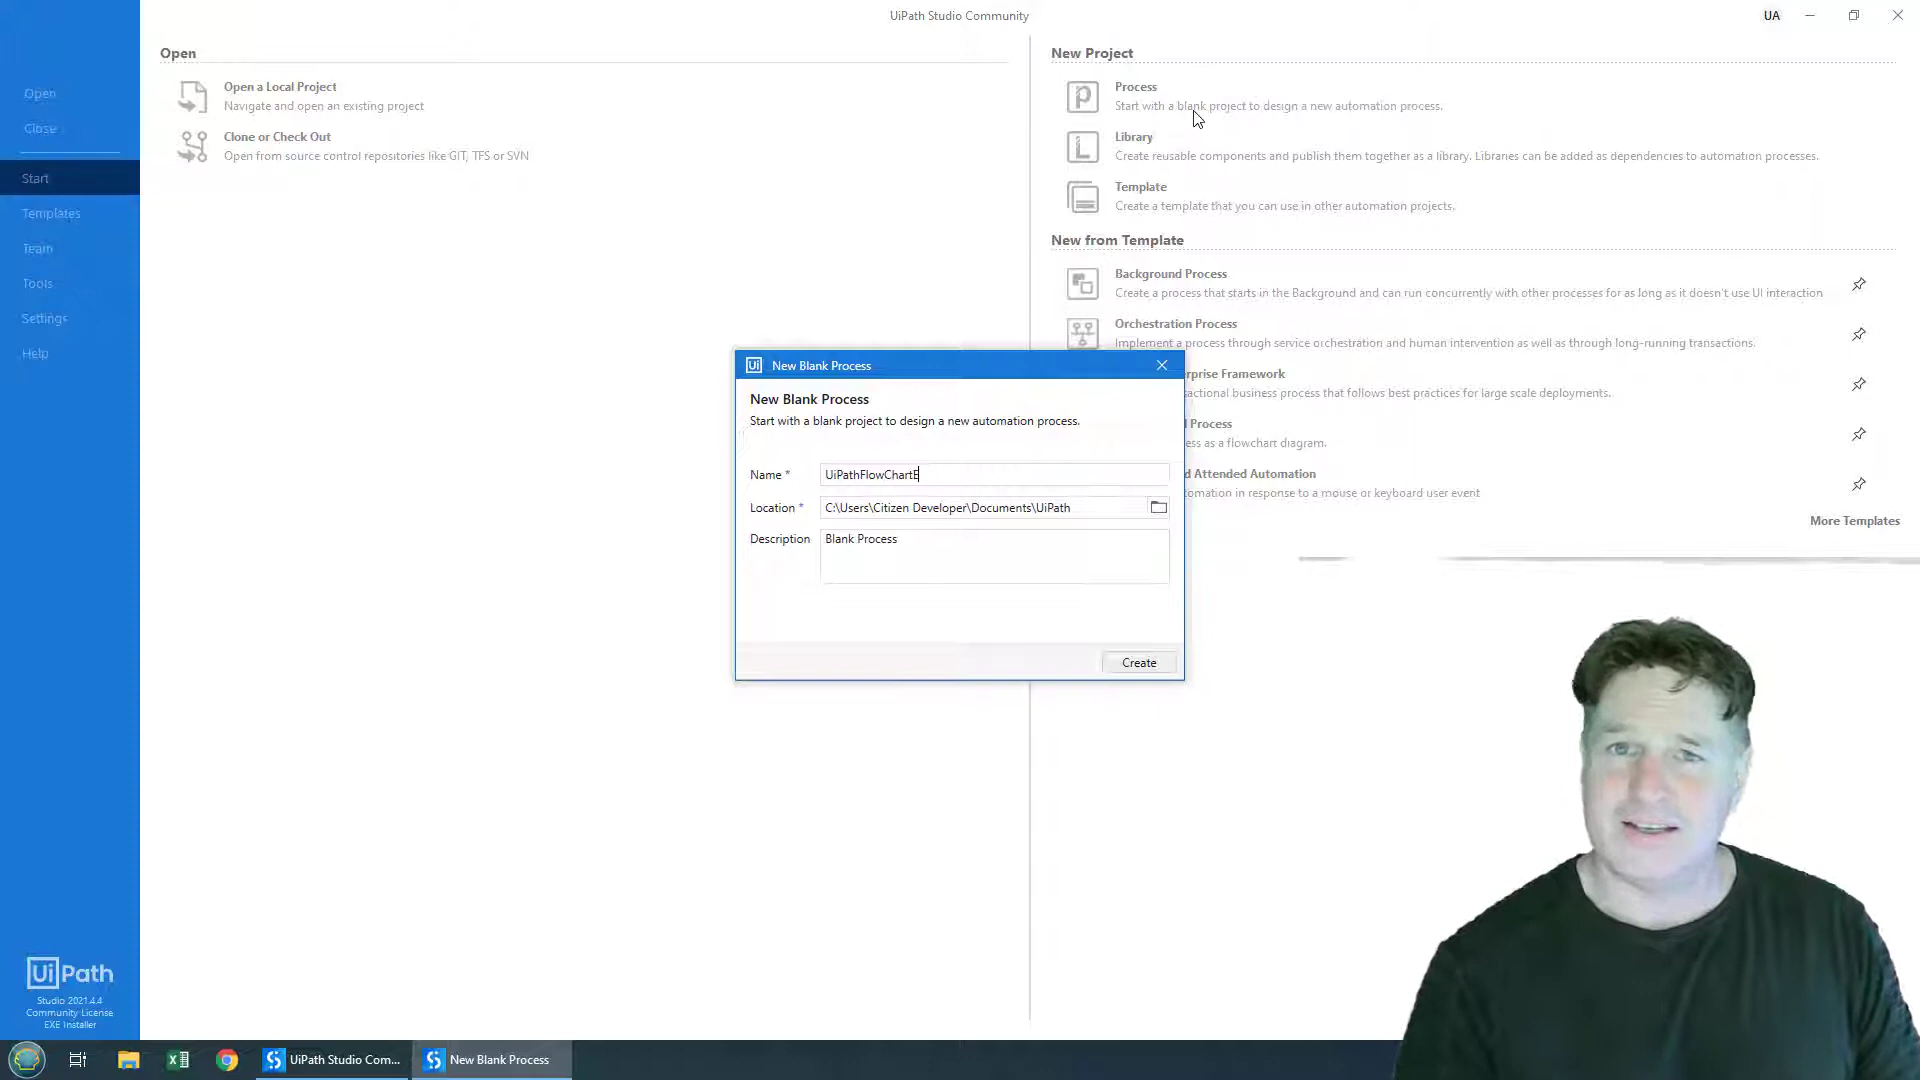 UiPath Studio Community
UA
Open
Close
Start
Templates
Team
Tools
Settings
Help
UiPath
Studio 2021.4.4
Community License
EXE Installer
Open
Open a Local Project
Navigate and open an existing project
Clone or Check Out
Open from source control repositories like GIT, TFS or SVN
New Project
Process
Start with a blank project to design a new automation process.
Library
Create reusable components and publish them together as a library. Libraries can be added as dependencies to automation processes.
Template
Create a template that you can use in other automation projects.
New from Template
Background Process
Create a process that starts in the Background and can run concurrently with other processes for as long as it doesn't use UI interaction
Orchestration Process
Implement a process through service orchestration and human intervention as well as through long-running transactions.
erprise Framework
sactional business process that follows best practices for large scale deployments.
l Process
ess as a flowchart diagram.
d Attended Automation
omation in response to a mouse or keyboard user event
More Templates
Ui New Blank Process
New Blank Process
Start with a blank project to design a new automation process.
Name * UiPathFlowChartE
Location * C:\Users\Citizen Developer\Documents\UiPath
Description Blank Process
Create
UiPath Studio Com...
New Blank Process